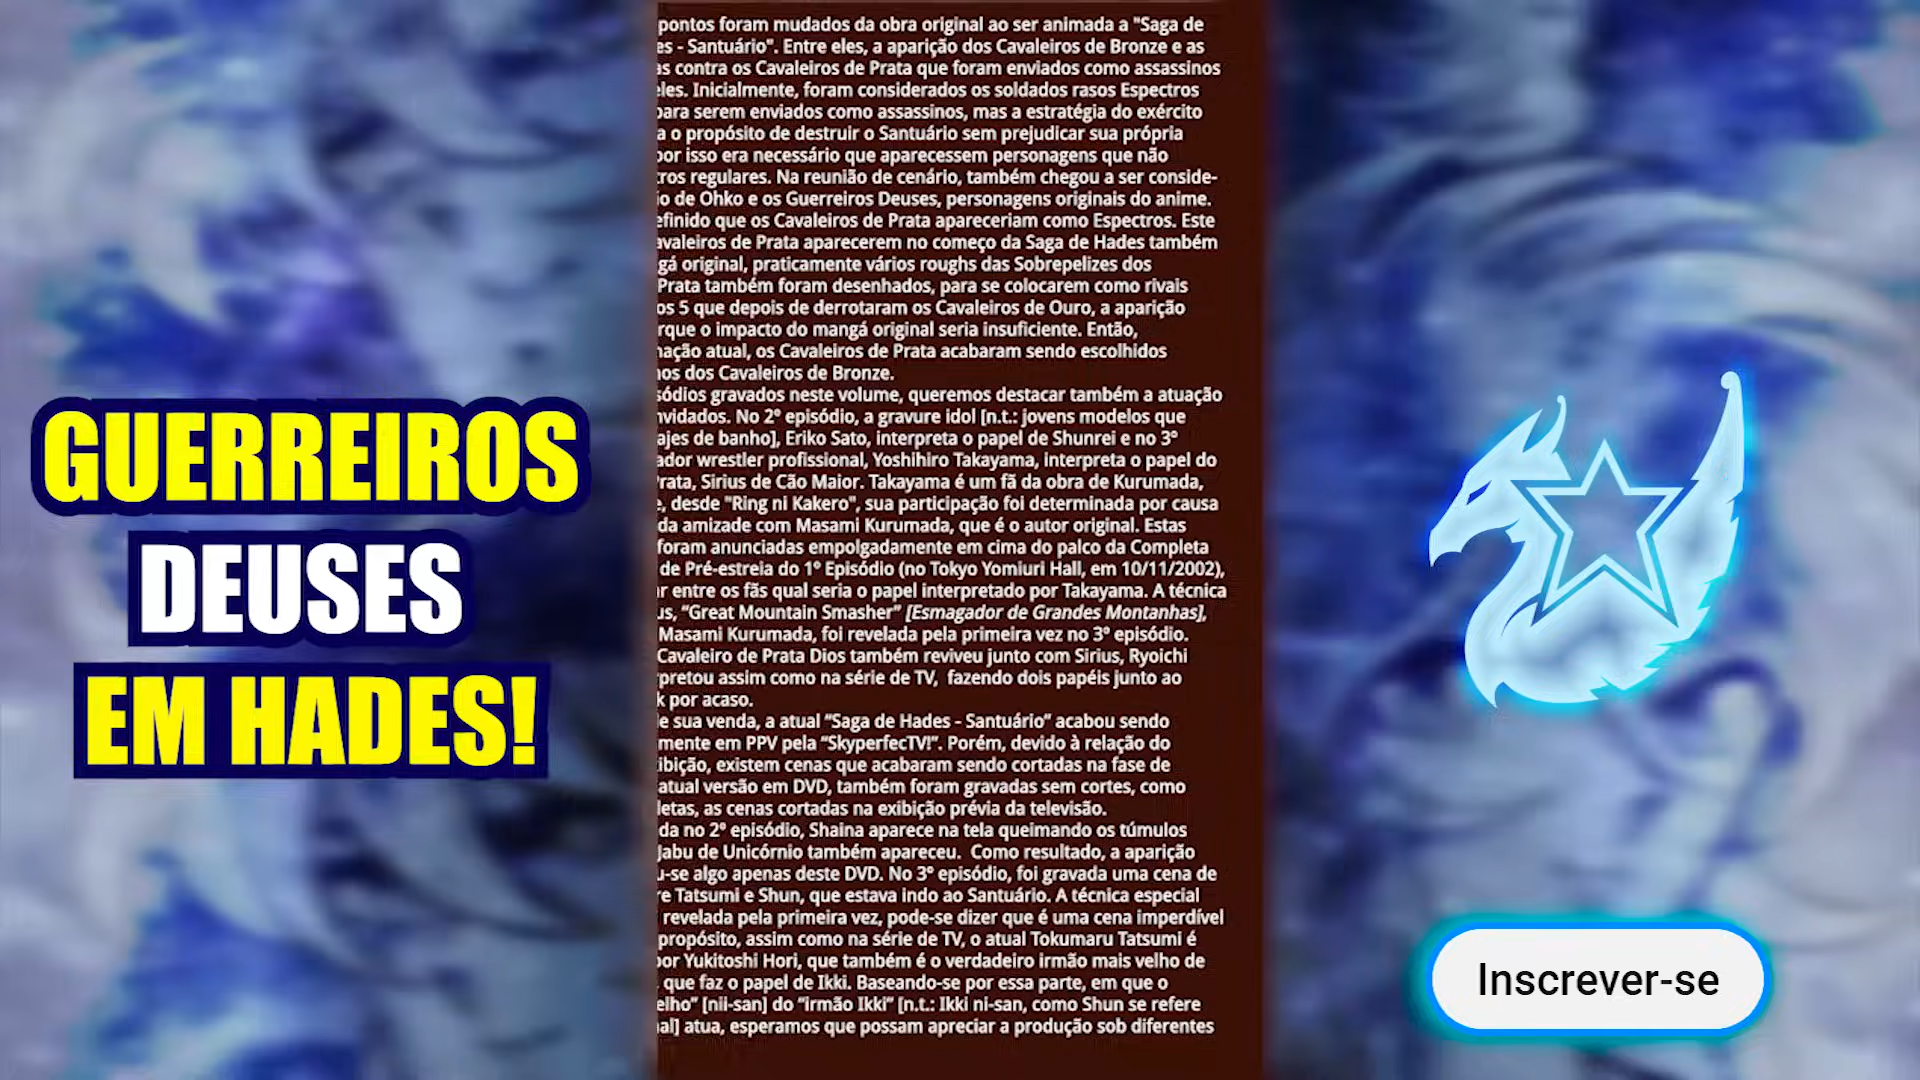 GUERREIROS
DEUSES
EM HADES!
pontos foram mudados da obra original ao ser animada a "Saga de
es - Santuário". Entre eles, a aparição dos Cavaleiros de Bronze e as
as contra os Cavaleiros de Prata que foram enviados como assassinos
eles. Inicialmente, foram considerados os soldados rasos Espectros
para serem enviados como assassinos, mas a estratégia do exército
a o propósito de destruir o Santuário sem prejudicar sua própria
por isso era necessário que aparecessem personagens que não
tros regulares. Na reunião de cenário, também chegou a ser conside-
io de Ohko e os Guerreiros Deuses, personagens originais do anime.
efinido que os Cavaleiros de Prata apareceriam como Espectros. Este
avaleiros de Prata aparecerem no começo da Saga de Hades também
gá original, praticamente vários roughs das Sobrepelizes dos
Prata também foram desenhados, para se colocarem como rivais
os 5 que depois de derrotaram os Cavaleiros de Ouro, a aparição
rque o impacto do mangá original seria insuficiente. Então,
nação atual, os Cavaleiros de Prata acabaram sendo escolhidos
nos dos Cavaleiros de Bronze.
sódios gravados neste volume, queremos destacar também a atuação
nvidados. No 2º episódio, a gravure idol [n.t.: jovens modelos que
ajes de banho], Eriko Sato, interpreta o papel de Shunrei e no 3º
ador wrestler profissional, Yoshihiro Takayama, interpreta o papel do
Prata, Sirius de Cão Maior. Takayama é um fã da obra de Kurumada,
e, desde "Ring ni Kakero", sua participação foi determinada por causa
da amizade com Masami Kurumada, que é o autor original. Estas
foram anunciadas empolgadamente em cima do palco da Completa
de Pré-estreia do 1º Episódio (no Tokyo Yomiuri Hall, em 10/11/2002),
r entre os fãs qual seria o papel interpretado por Takayama. A técnica
us, “Great Mountain Smasher” [Esmagador de Grandes Montanhas],
Masami Kurumada, foi revelada pela primeira vez no 3º episódio.
Cavaleiro de Prata Dios também reviveu junto com Sirius, Ryoichi
rpretou assim como na série de TV, fazendo dois papéis junto ao
k por acaso.
de sua venda, a atual “Saga de Hades - Santuário” acabou sendo
mente em PPV pela “SkyperfecTV!”. Porém, devido à relação do
ibição, existem cenas que acabaram sendo cortadas na fase de
atual versão em DVD, também foram gravadas sem cortes, como
letas, as cenas cortadas na exibição prévia da televisão.
da no 2º episódio, Shaina aparece na tela queimando os túmulos
Jabu de Unicórnio também apareceu. Como resultado, a aparição
u-se algo apenas deste DVD. No 3º episódio, foi gravada uma cena de
re Tatsumi e Shun, que estava indo ao Santuário. A técnica especial
revelada pela primeira vez, pode-se dizer que é uma cena imperdível
propósito, assim como na série de TV, o atual Tokumaru Tatsumi é
por Yukitoshi Hori, que também é o verdadeiro irmão mais velho de
que faz o papel de Ikki. Baseando-se por essa parte, em que o
elho” [nii-san] do “irmão Ikki” [n.t.: Ikki ni-san, como Shun se refere
nal] atua, esperamos que possam apreciar a produção sob diferentes
Inscrever-se